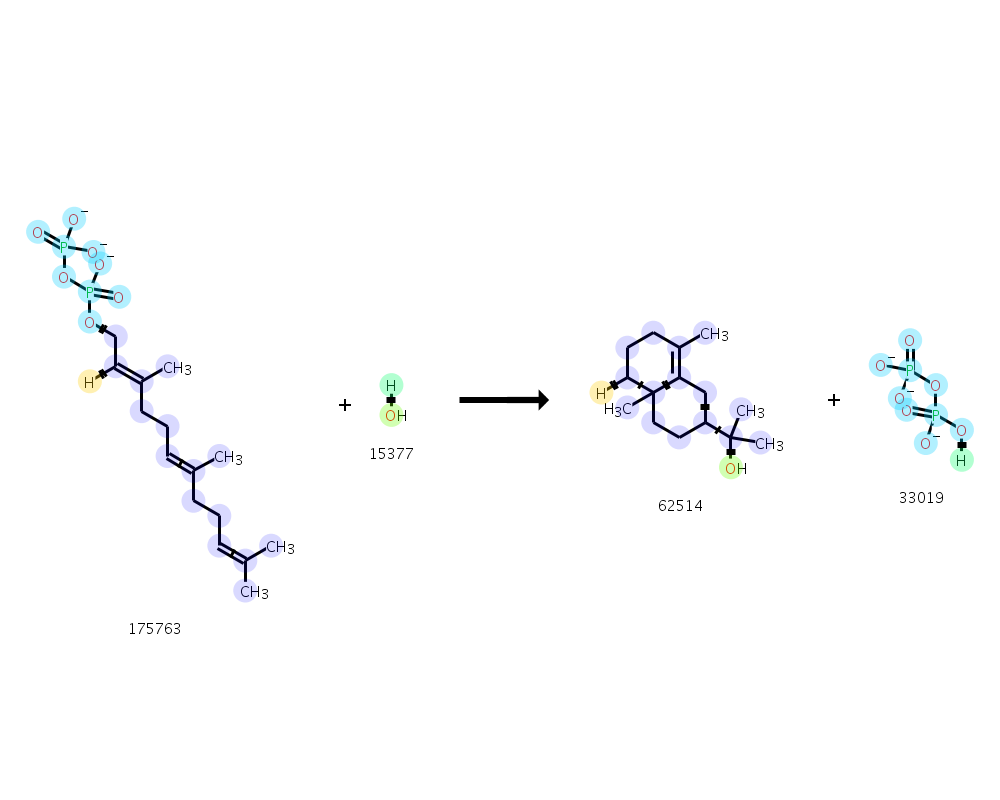 O⁻
O
P
O⁻
O⁻
O
P
O
O
H
CH₃
CH₃
CH₃
CH₃
175763
+
H
OH
15377
CH₃
H
H₃C
CH₃
CH₃
OH
62514
+
O
O⁻
P
O
O⁻
O
P
O
O⁻
H
33019